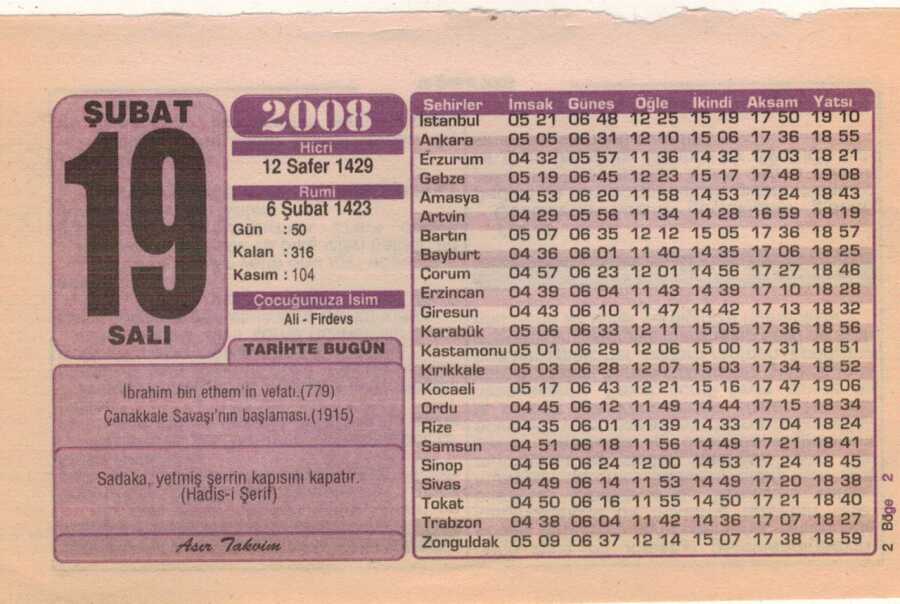 ŞUBAT
19
SALI
2008
Hicri
12 Safer 1429
Rumi
6 Şubat 1423
Gün : 50
Kalan : 316
Kasım : 104
Çocuğunuza İsim
Ali - Firdevs
TARİHTE BUGÜN
İbrahim bin ethem'in vefatı.(779)
Çanakkale Savaşı'nın başlaması.(1915)
Sadaka, yetmiş şerrin kapısını kapatır.
(Hadis-i Şerif)
Asır Takvim
Şehirler İmsak Güneş Öğle İkindi Akşam Yatsı
İstanbul 05 21 06 48 12 25 15 19 17 50 19 10
Ankara 05 05 06 31 12 10 15 06 17 36 18 55
Erzurum 04 32 05 57 11 36 14 32 17 03 18 21
Gebze 05 19 06 45 12 23 15 17 17 48 19 08
Amasya 04 53 06 20 11 58 14 53 17 24 18 43
Artvin 04 29 05 56 11 34 14 28 16 59 18 19
Bartın 05 07 06 35 12 12 15 05 17 36 18 57
Bayburt 04 36 06 01 11 40 14 35 17 06 18 25
Çorum 04 57 06 23 12 01 14 56 17 27 18 46
Erzincan 04 39 06 04 11 43 14 39 17 10 18 28
Giresun 04 43 06 10 11 47 14 42 17 13 18 32
Karabük 05 06 06 33 12 11 15 05 17 36 18 56
Kastamonu 05 01 06 29 12 06 15 00 17 31 18 51
Kırıkkale 05 03 06 28 12 07 15 03 17 34 18 52
Kocaeli 05 17 06 43 12 21 15 16 17 47 19 06
Ordu 04 45 06 12 11 49 14 44 17 15 18 34
Rize 04 35 06 01 11 39 14 33 17 04 18 24
Samsun 04 51 06 18 11 56 14 49 17 21 18 41
Sinop 04 56 06 24 12 00 14 53 17 24 18 45
Sivas 04 49 06 14 11 53 14 49 17 20 18 38
Tokat 04 50 06 16 11 55 14 50 17 21 18 40
Trabzon 04 38 06 04 11 42 14 36 17 07 18 27
Zonguldak 05 09 06 37 12 14 15 07 17 38 18 59
2 Bölge 2